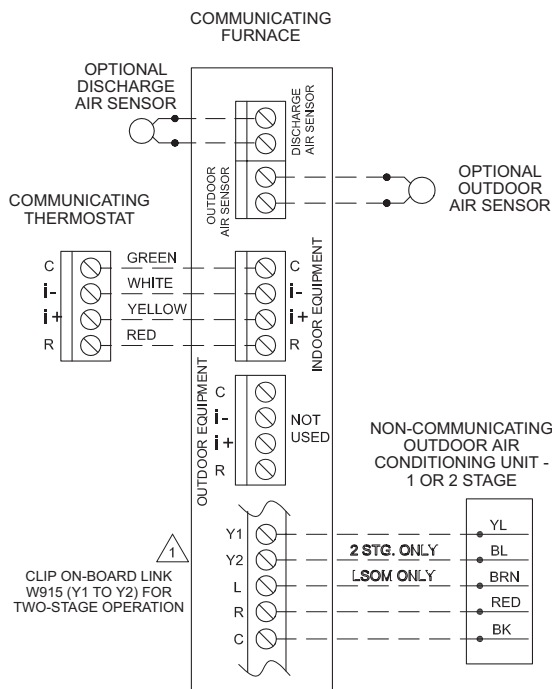 COMMUNICATING
FURNACE
OPTIONAL
DISCHARGE
AIR SENSOR
DISCHARGE
AIR SENSOR
OUTDOOR
AIR SENSOR
OPTIONAL
OUTDOOR
AIR SENSOR
COMMUNICATING
THERMOSTAT
C GREEN C
i- WHITE i-
i+ YELLOW i+
R RED R
INDOOR EQUIPMENT
OUTDOOR EQUIPMENT
C
i-
i+
R
NOT
USED
NON-COMMUNICATING
OUTDOOR AIR
CONDITIONING UNIT -
1 OR 2 STAGE
1
CLIP ON-BOARD LINK
W915 (Y1 TO Y2) FOR
TWO-STAGE OPERATION
Y1 YL
Y2 2 STG. ONLY BL
L LSOM ONLY BRN
R RED
C BK